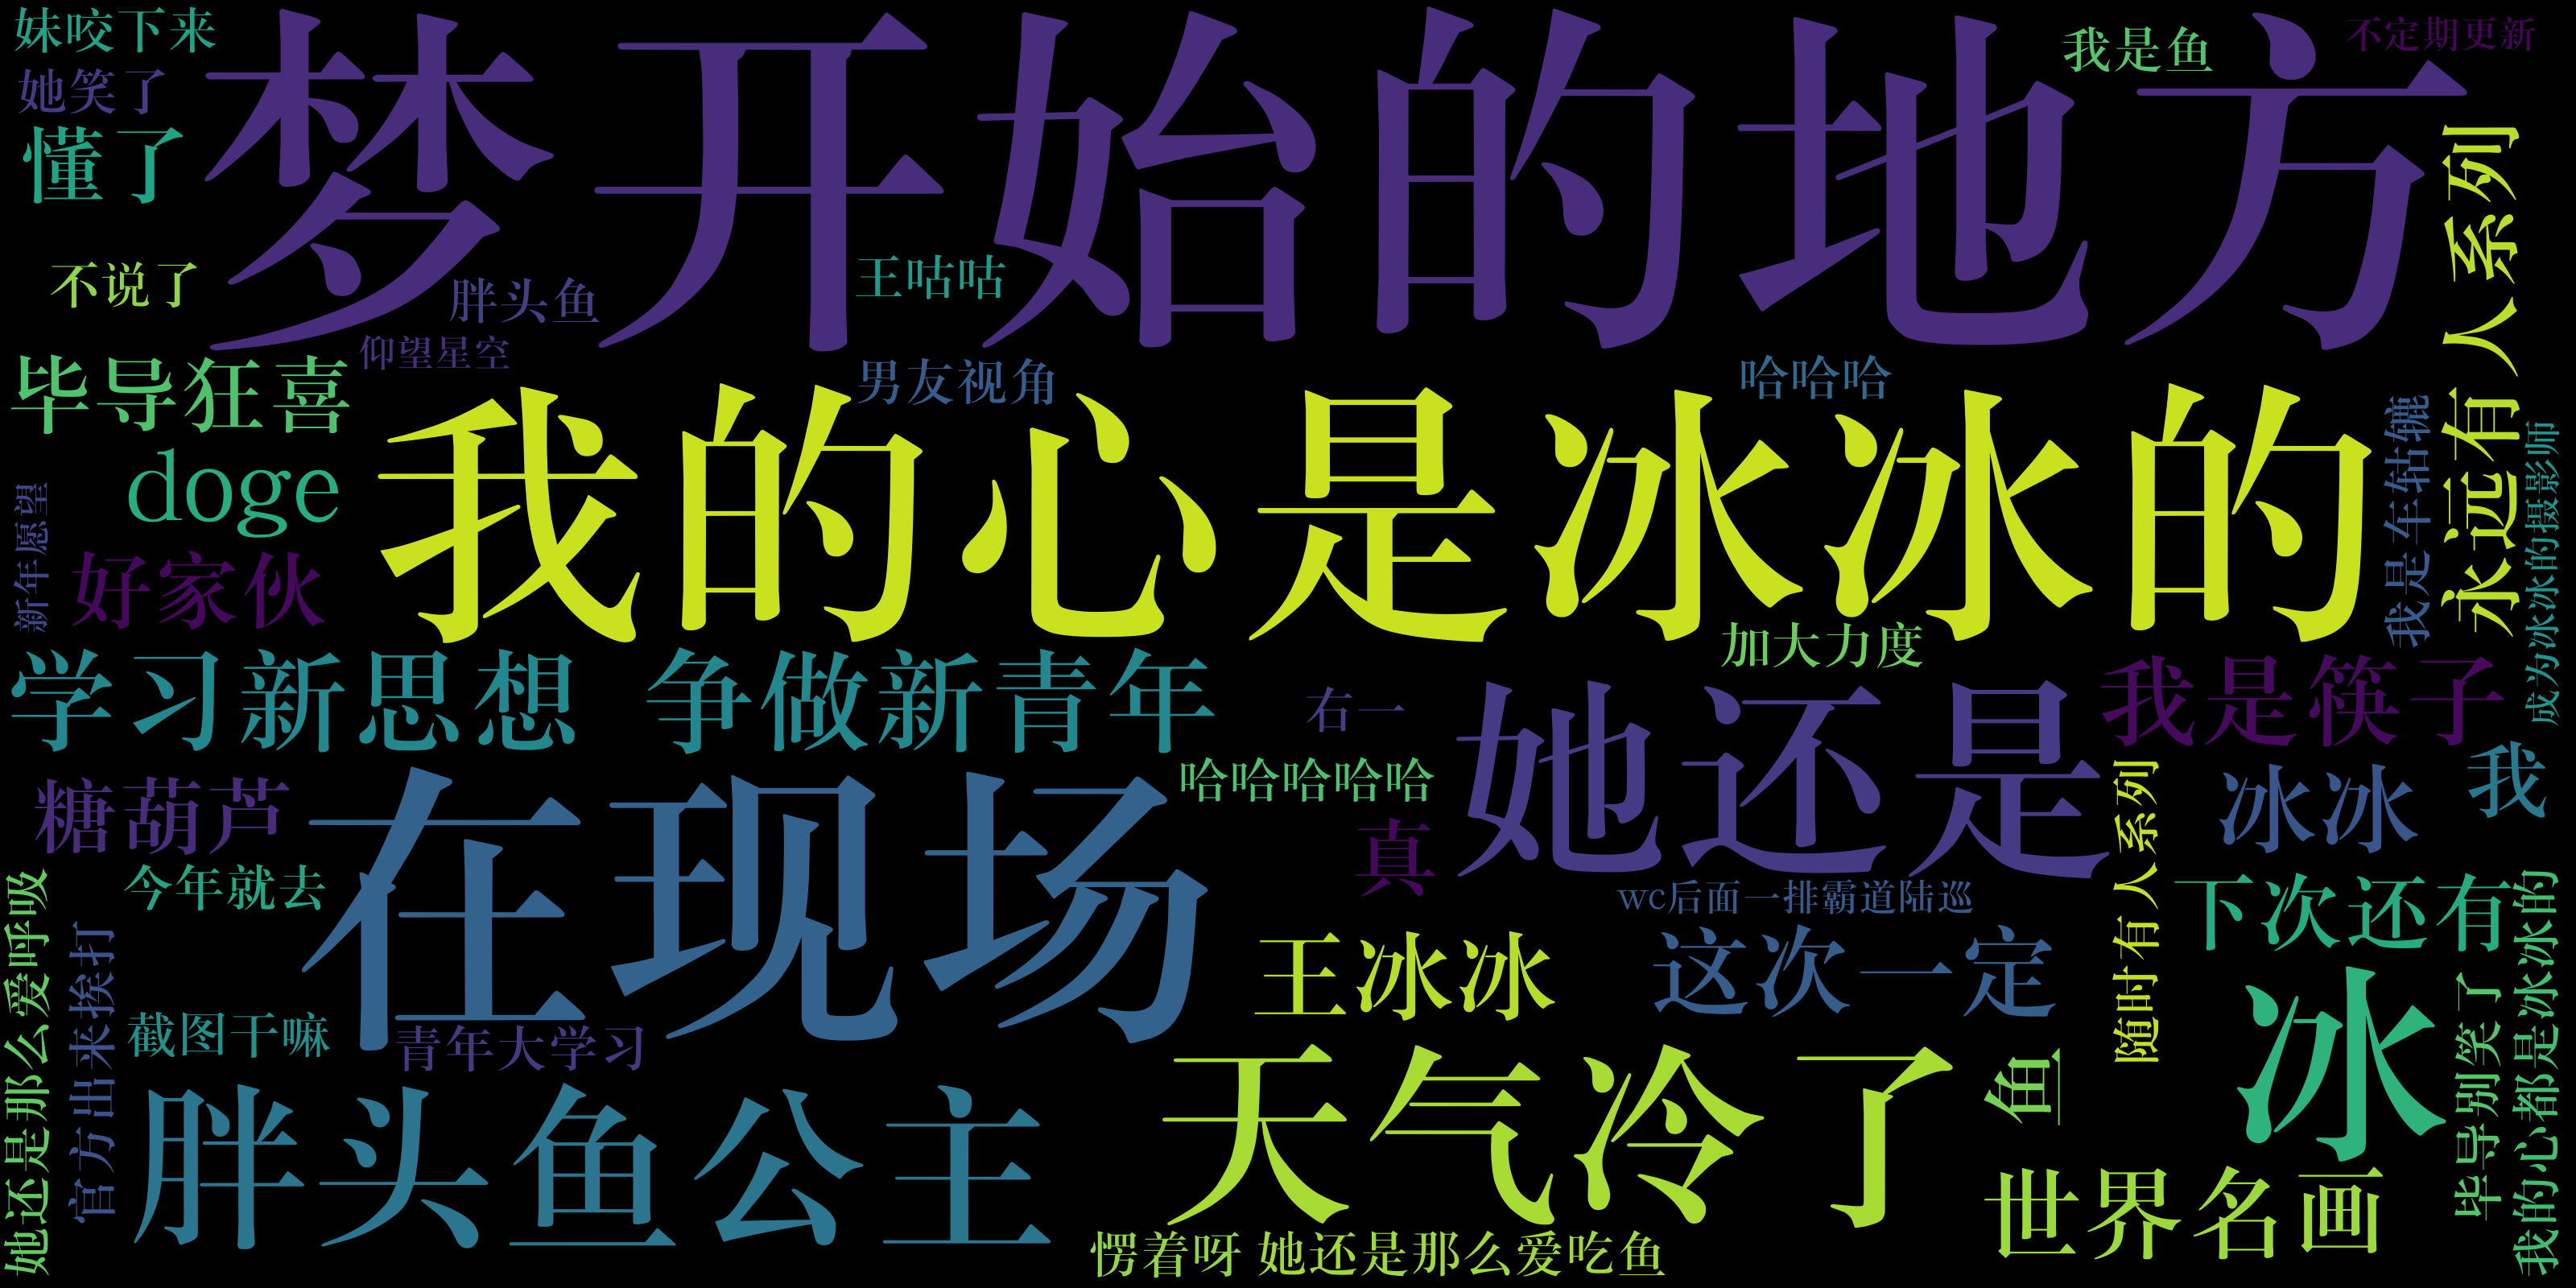 妹咬下来
她笑了
懂了
梦开始的地方
我是鱼
不定期更新
不说了
胖头鱼
王咕咕
仰望星空
永远有人系列
毕导狂喜
男友视角
哈哈哈
doge
我的心是冰冰的
我是车轱辘
成为冰冰的摄影师
新年愿望
好家伙
加大力度
学习新思想 争做新青年
右一
她还是
我是筷子
哈哈哈哈哈
糖葫芦
在现场
真
冰冰
我
随时有人系列
今年就去
wc后面一排霸道陆巡
下次还有
她还是那么爱呼吸
官方出来挨打
王冰冰
这次一定
冰
截图干嘛
青年大学习
毕导别笑了
我的心都是冰冰的
胖头鱼公主
天气冷了
鱼
世界名画
愣着呀 她还是那么爱吃鱼